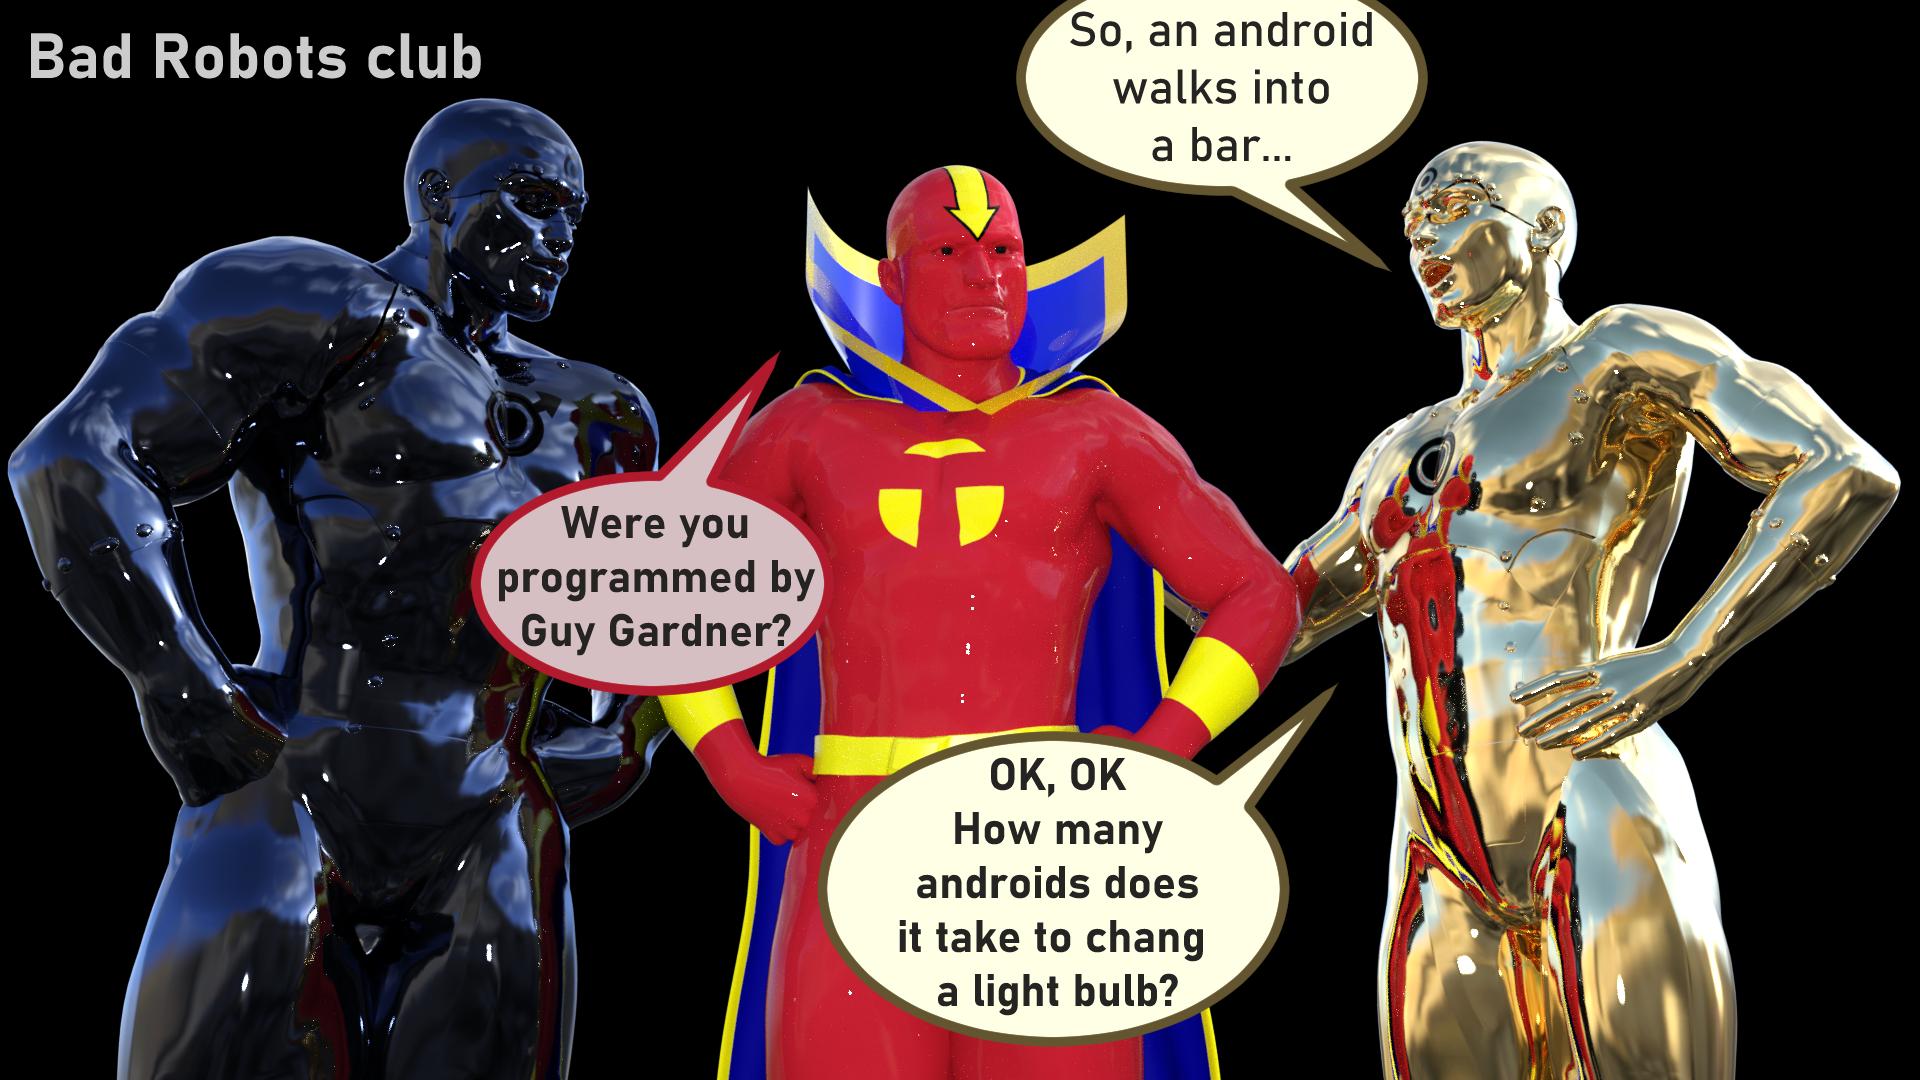 Bad Robots club
So, an android
walks into
a bar...
Were you
programmed by
Guy Gardner?
OK, OK
How many
androids does
it take to chang
a light bulb?